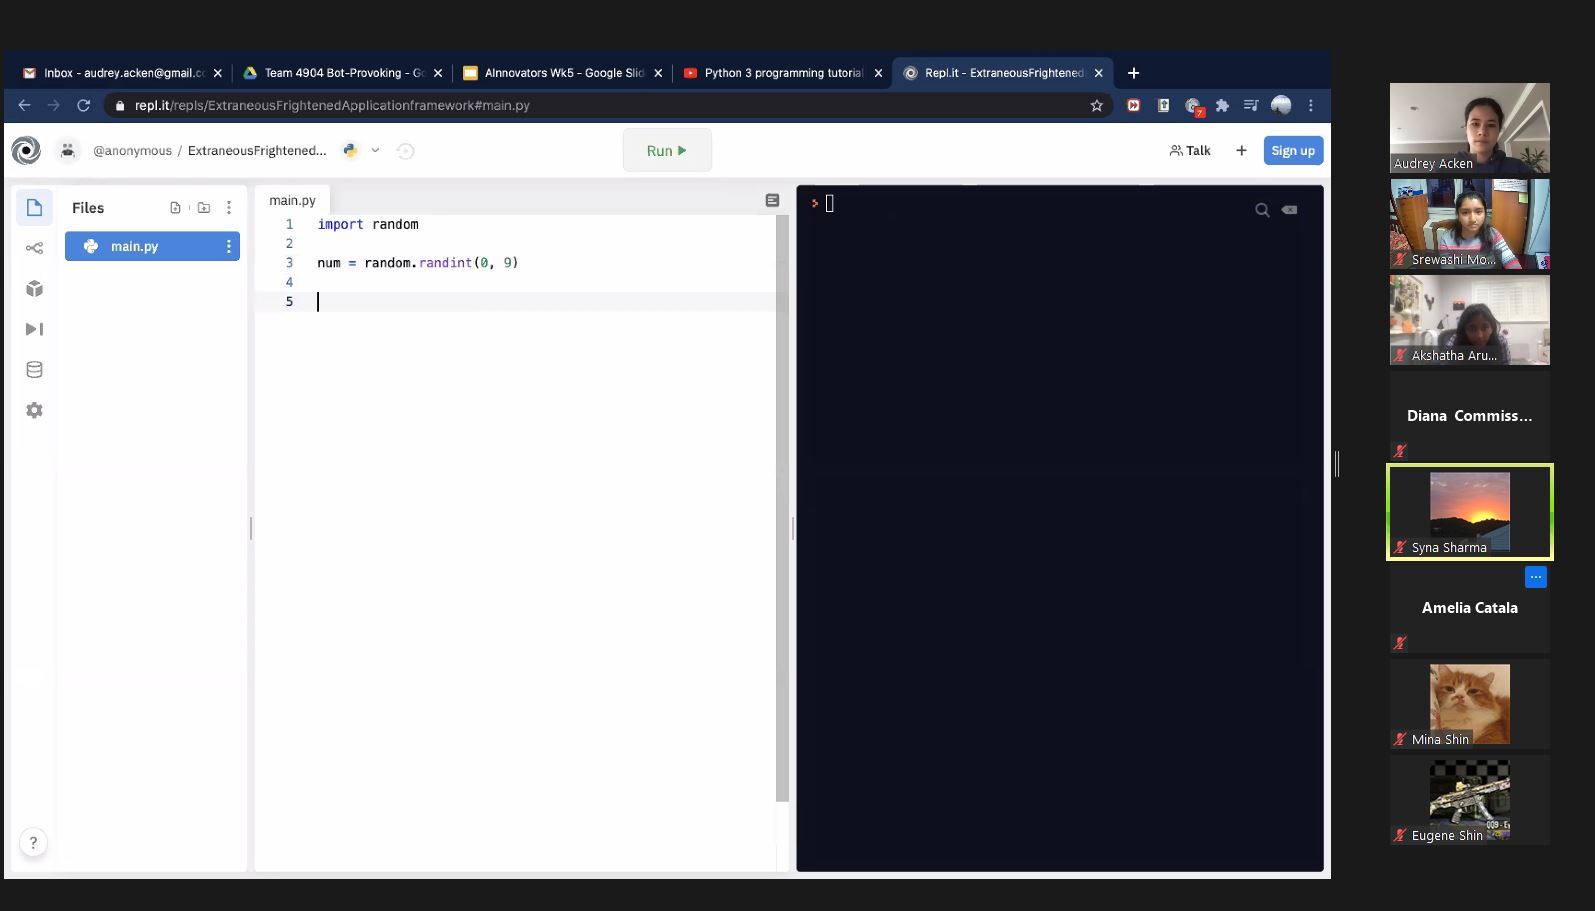 Inbox - audrey.acken@gmail.cc
Team 4904 Bot-Provoking - Go
AInnovators Wk5 - Google Slid
Python 3 programming tutorial
Repl.it - ExtraneousFrightened
repl.it/repls/ExtraneousFrightenedApplicationframework#main.py
7
@anonymous / ExtraneousFrightened...
Run
Talk
+
Sign up
Files
main.py
main.py
1 import random
2
3 num = random.randint(0, 9)
4
5
?
Audrey Acken
Srewashi Mo...
Akshatha Aru...
Diana Commiss...
Syna Sharma
Amelia Catala
Mina Shin
Eugene Shin